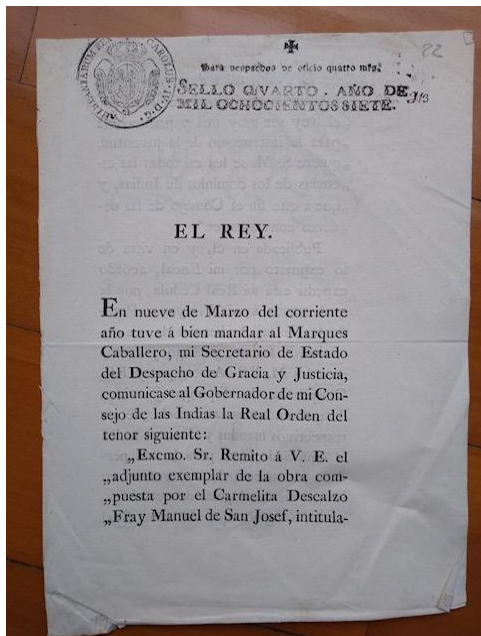 22
Para despachos de oficio quatro mrs.
SELLO QVARTO. AÑO DE
MIL OCHOCIENTOS SIETE.
EL REY.
En nueve de Marzo del corriente
año tuve á bien mandar al Marques
Caballero, mi Secretario de Estado
del Despacho de Gracia y Justicia,
comunicase al Gobernador de mi Con-
sejo de las Indias la Real Orden del
tenor siguiente:
„Excmo. Sr. Remito á V. E. el
„adjunto exemplar de la obra com-
„puesta por el Carmelita Descalzo
„Fray Manuel de San Josef, intitula-